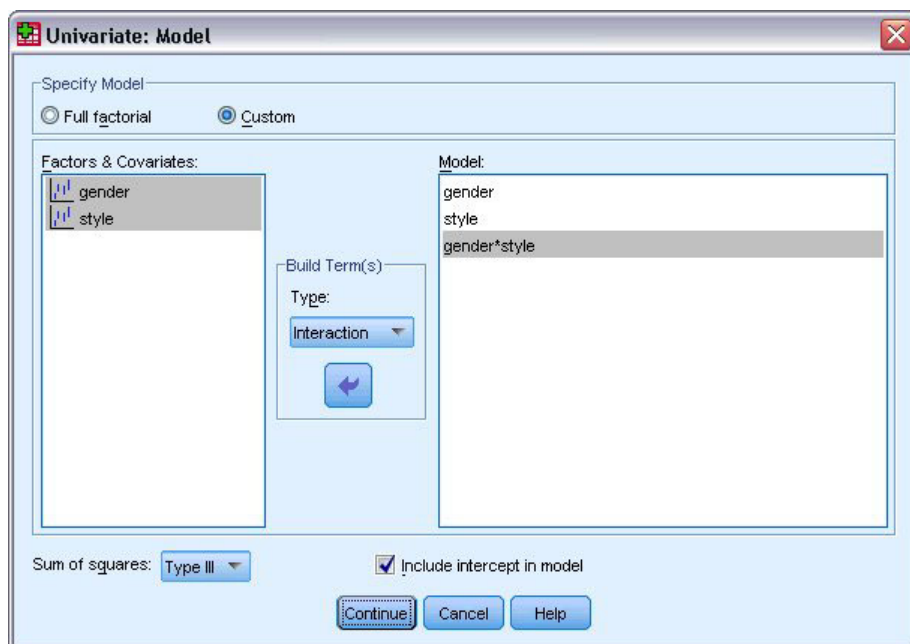 Univariate: Model
Specify Model
Full factorial
Custom
Factors & Covariates:
gender
style
Build Term(s)
Type:
Interaction
Model:
gender
style
gender*style
Sum of squares: Type III
Include intercept in model
Continue Cancel Help